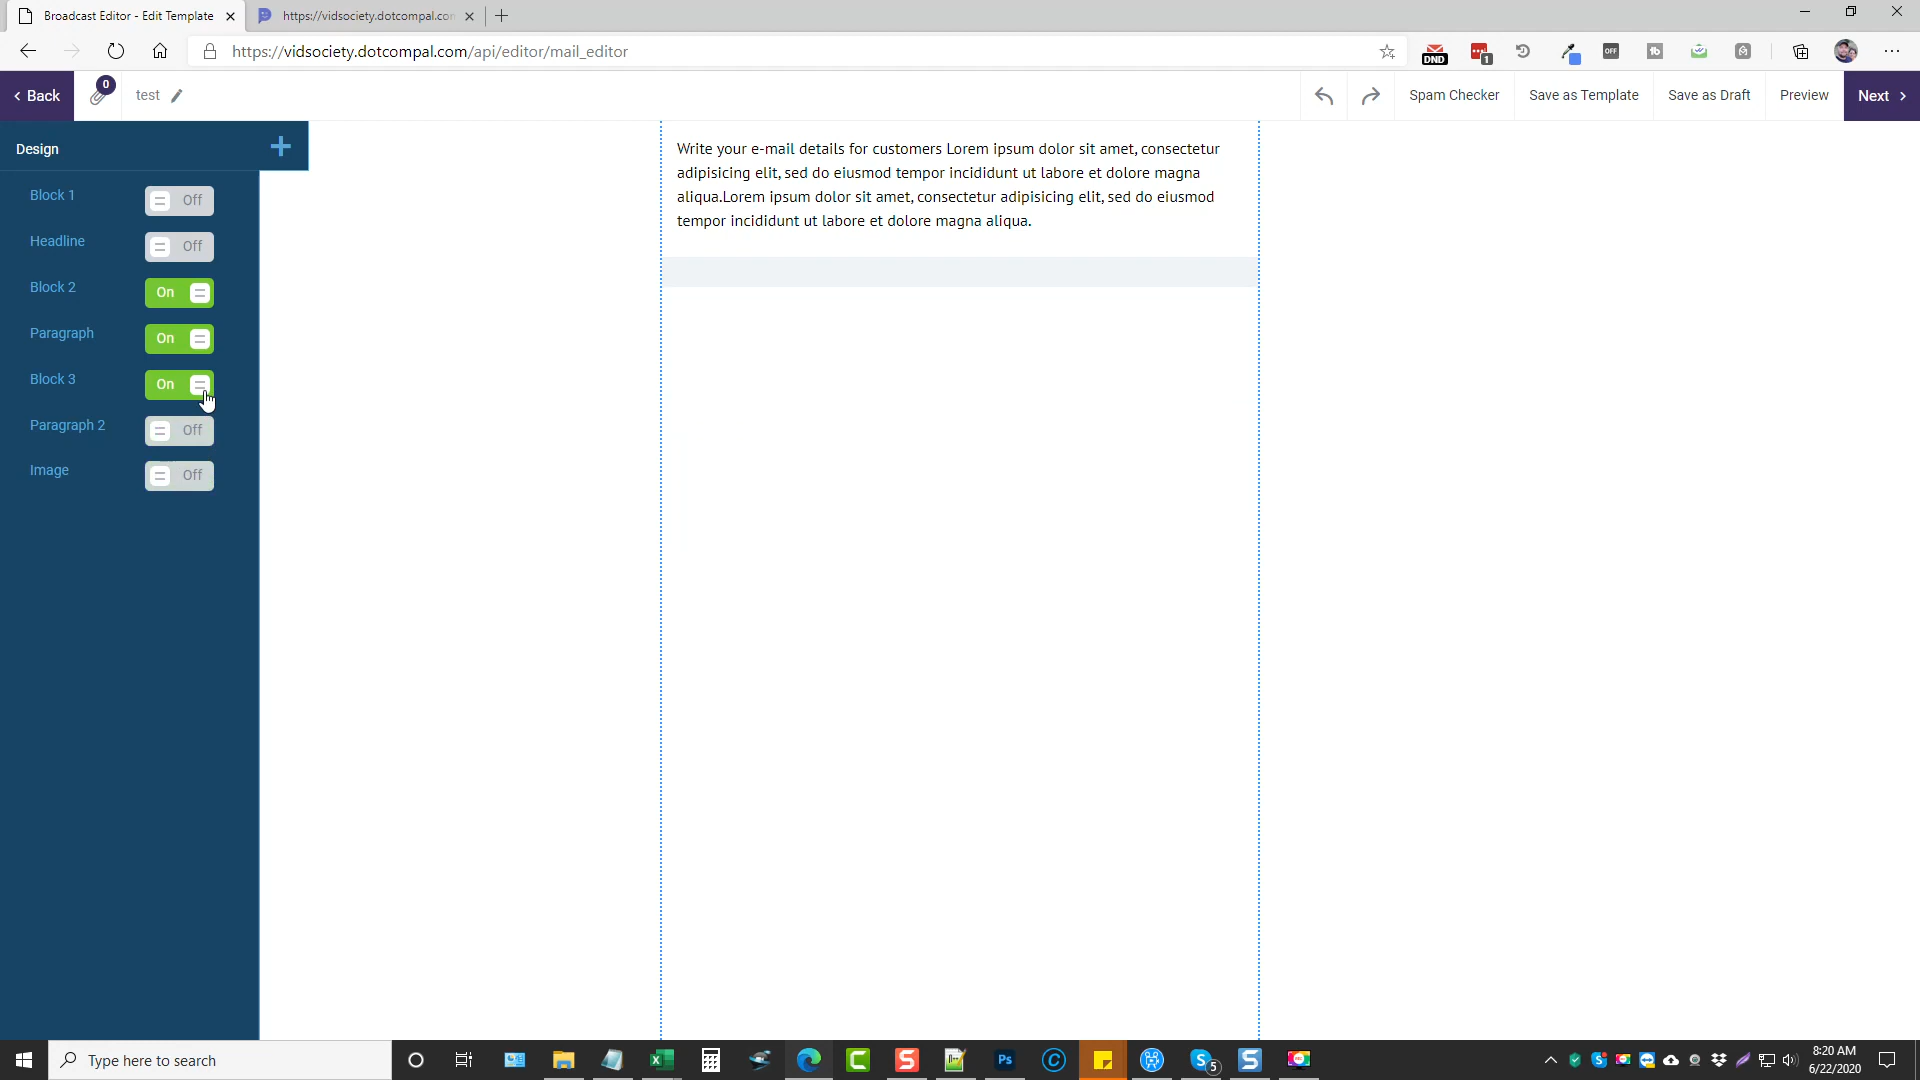 Broadcast Editor - Edit Template
https://vidsociety.dotcompal.com
https://vidsociety.dotcompal.com/api/editor/mail_editor
DND
1
OFF
Back
0
test
Spam Checker
Save as Template
Save as Draft
Preview
Next
Design
Block 1
Off
Headline
Off
Block 2
On
Paragraph
On
Block 3
On
Paragraph 2
Off
Image
Off
Write your e-mail details for customers Lorem ipsum dolor sit amet, consectetur
adipisicing elit, sed do eiusmod tempor incididunt ut labore et dolore magna
aliqua.Lorem ipsum dolor sit amet, consectetur adipisicing elit, sed do eiusmod
tempor incididunt ut labore et dolore magna aliqua.
Type here to search
Ps
5
8:20 AM
6/22/2020